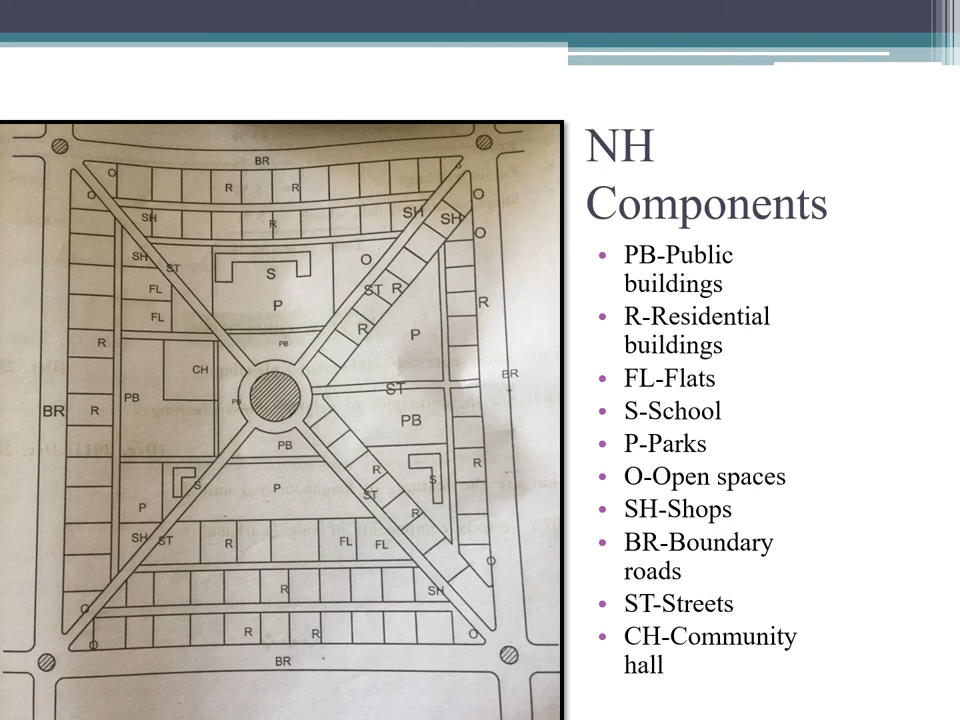 NH
Components
• PB-Public
buildings
• R-Residential
buildings
• FL-Flats
• S-School
• P-Parks
• O-Open spaces
• SH-Shops
• BR-Boundary
roads
• ST-Streets
• CH-Community
hall
BR
O
O
R
R
O
SH
R
SH
SH
O
SH
ST
S
O
FL
ST
R
P
R
FL
R
P
R
PB
CH
BR
ST
PB
PB
BR
R
PB
PB
R
R
S
P
ST
S
P
R
SH
ST
R
FL
FL
O
R
SH
O
R
R
O
O
BR